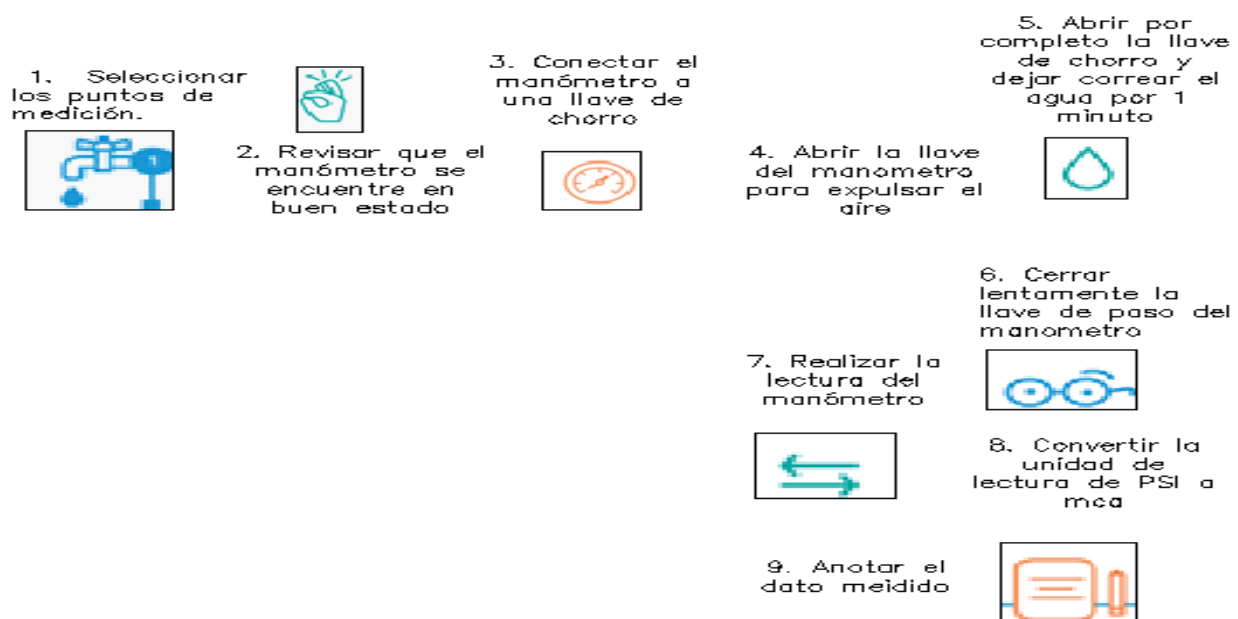 1. Seleccionar
los puntos de
medición.
2. Revisar que el
manómetro se
encuentre en
buen estado
3. Conectar el
manómetro a
una llave de
chorro
4. Abrir la llave
del manometro
para expulsar el
aire
5. Abrir por
completo la llave
de chorro y
dejar correar el
agua por 1
minuto
6. Cerrar
lentamente la
llave de paso del
manometro
7. Realizar la
lectura del
manómetro
8. Convertir la
unidad de
lectura de PSI a
mca
9. Anotar el
dato meidido